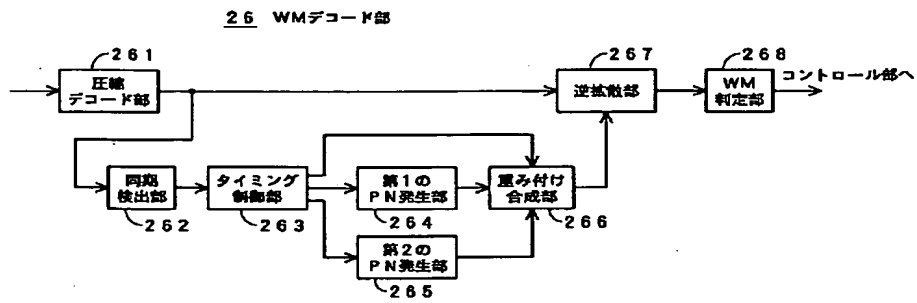 26 WMデコード部
261
圧縮
デコード部
267
逆拡散部
268
WM
判定部
コントロール部へ
同期
検出部
262
タイミング
制御部
263
第1の
PN発生部
264
重み付け
合成部
266
第2の
PN発生部
265